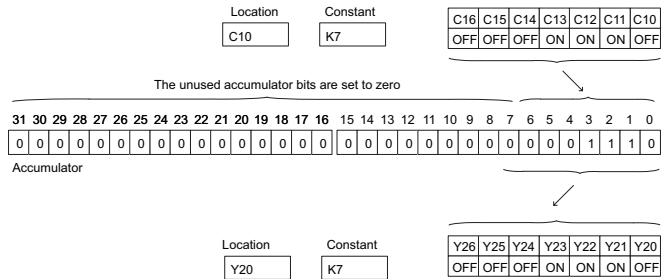 Location Constant
C10 K7
C16 C15 C14 C13 C12 C11 C10
OFF OFF OFF ON ON ON OFF
The unused accumulator bits are set to zero
31 30 29 28 27 26 25 24 23 22 21 20 19 18 17 16 15 14 13 12 11 10 9 8 7 6 5 4 3 2 1 0
0 0 0 0 0 0 0 0 0 0 0 0 0 0 0 0 0 0 0 0 0 0 0 0 0 0 0 0 1 1 1 0
Accumulator
Location Constant
Y20 K7
Y26 Y25 Y24 Y23 Y22 Y21 Y20
OFF OFF OFF ON ON ON OFF